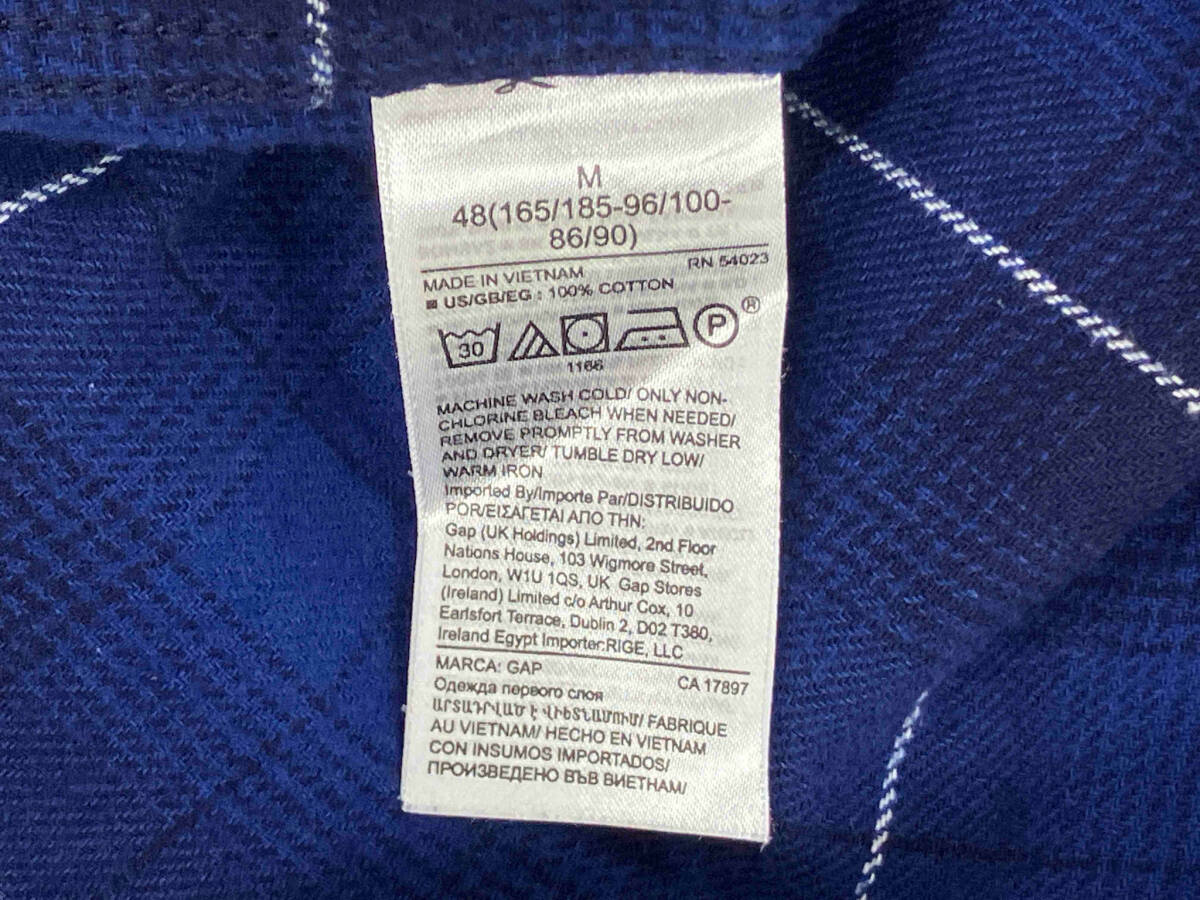 M
48(165/185-96/100-
86/90)
RN 54023
MADE IN VIETNAM
US/GB/EG : 100% COTTON
30
P®
1166
MACHINE WASH COLD/ ONLY NON-
CHLORINE BLEACH WHEN NEEDED/
REMOVE PROMPTLY FROM WASHER
AND DRYER/ TUMBLE DRY LOW/
WARM IRON
Imported By/Importe Par/DISTRIBUIDO
POR/ΕΙΣΑΓΕΤΑΙ ΑΠΟ ΤΗΝ:
Gap (UK Holdings) Limited, 2nd Floor
Nations House, 103 Wigmore Street,
London, W1U 1QS, UK Gap Stores
(Ireland) Limited c/o Arthur Cox, 10
Earlsfort Terrace, Dublin 2, D02 T380,
Ireland Egypt Importer:RIGE, LLC
MARCA: GAP
CA 17897
Одежда первого слоя
ԱՐՏԱԴՐՎԱԾ Է ՎԻԵՏՆԱՄՈՒՄ/ FABRIQUE
AU VIETNAM/ HECHO EN VIETNAM
CON INSUMOS IMPORTADOS/
ПРОИЗВЕДЕНО ВЪВ ВИЕТНАМ/